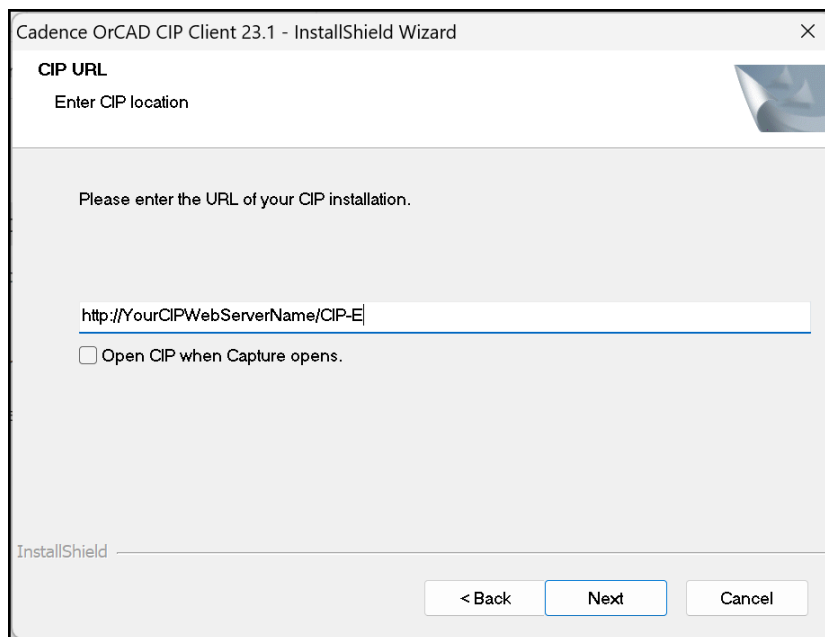 Cadence OrCAD CIP Client 23.1 - InstallShield Wizard
CIP URL
Enter CIP location
Please enter the URL of your CIP installation.
http://YourCIPWebServerName/CIP-E
Open CIP when Capture opens.
InstallShield
< Back
Next
Cancel